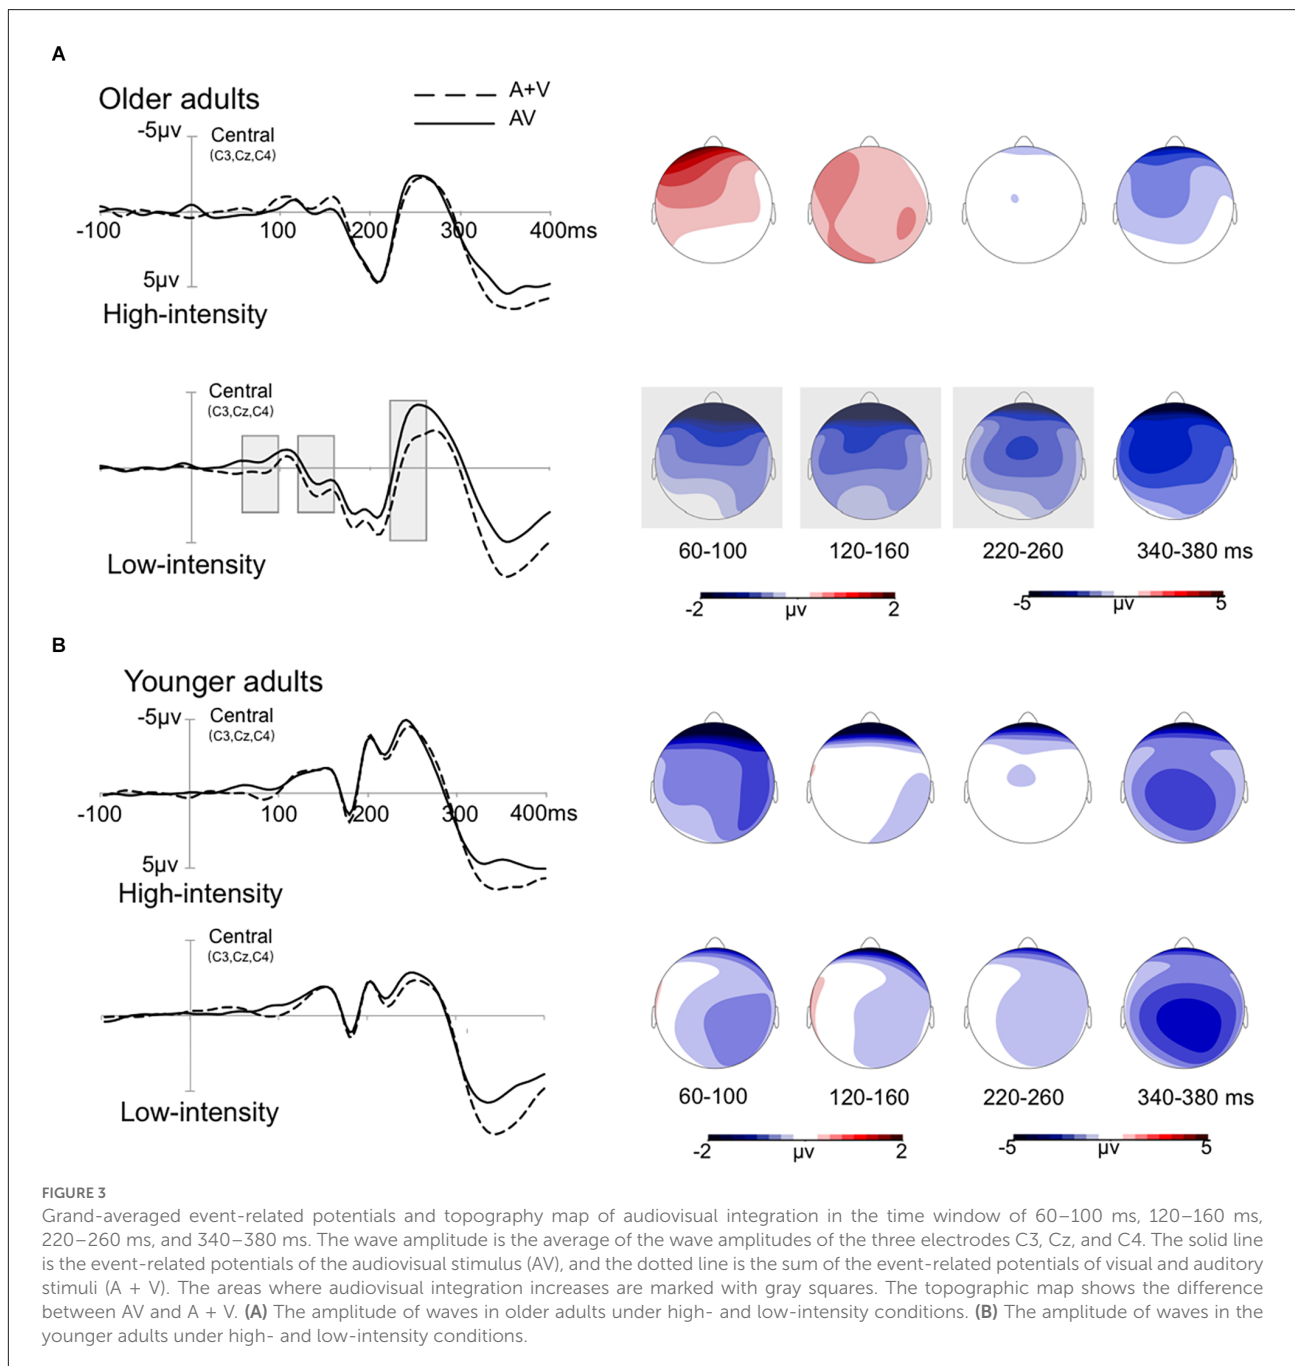 A
Older adults
A+V
AV
-5μv
Central
(C3,Cz,C4)
-100
100
200
300
400ms
5μv
High-intensity
Central
(C3,Cz,C4)
Low-intensity
60-100
120-160
220-260
340-380 ms
-2
μv
2
-5
μv
5
B
Younger adults
-5μv
Central
(C3,Cz,C4)
-100
100
200
300
400ms
5μv
High-intensity
Central
(C3,Cz,C4)
Low-intensity
60-100
120-160
220-260
340-380 ms
-2
μv
2
-5
μv
5
FIGURE 3
Grand-averaged event-related potentials and topography map of audiovisual integration in the time window of 60–100 ms, 120–160 ms,
220–260 ms, and 340–380 ms. The wave amplitude is the average of the wave amplitudes of the three electrodes C3, Cz, and C4. The solid line
is the event-related potentials of the audiovisual stimulus (AV), and the dotted line is the sum of the event-related potentials of visual and auditory
stimuli (A + V). The areas where audiovisual integration increases are marked with gray squares. The topographic map shows the difference
between AV and A + V. (A) The amplitude of waves in older adults under high- and low-intensity conditions. (B) The amplitude of waves in the
younger adults under high- and low-intensity conditions.